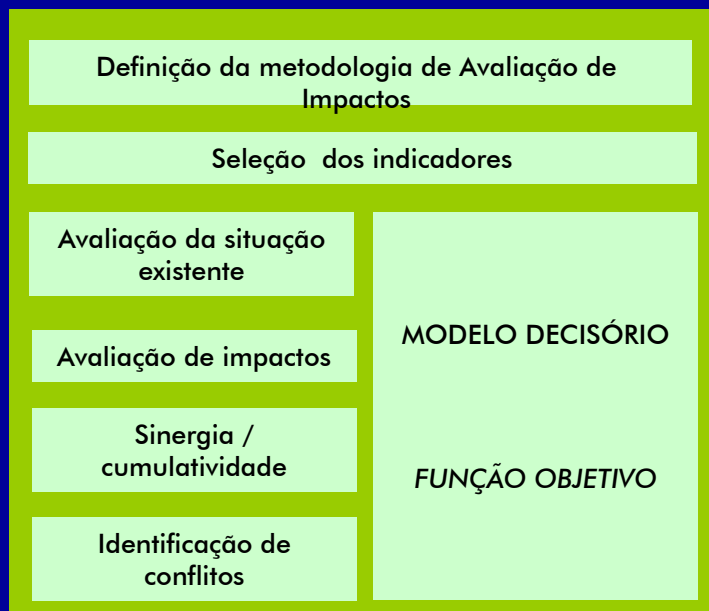 Definição da metodologia de Avaliação de
Impactos
Seleção dos indicadores
Avaliação da situação
existente
Avaliação de impactos
Sinergia /
cumulatividade
Identificação de
conflitos
MODELO DECISÓRIO
FUNÇÃO OBJETIVO